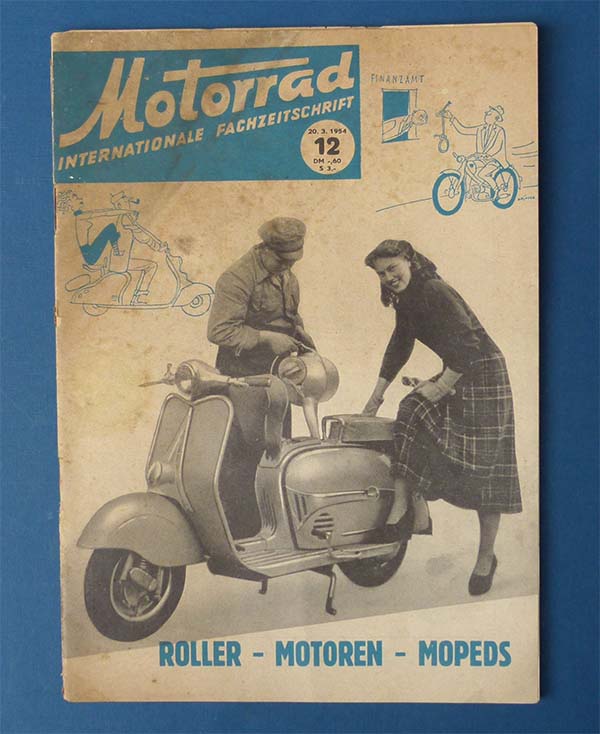 Motorrad
INTERNATIONALE FACHZEITSCHRIFT
20. 3. 1954
12
DM -,60
S 3.-
FINANZAMT
ROLLER - MOTOREN - MOPEDS